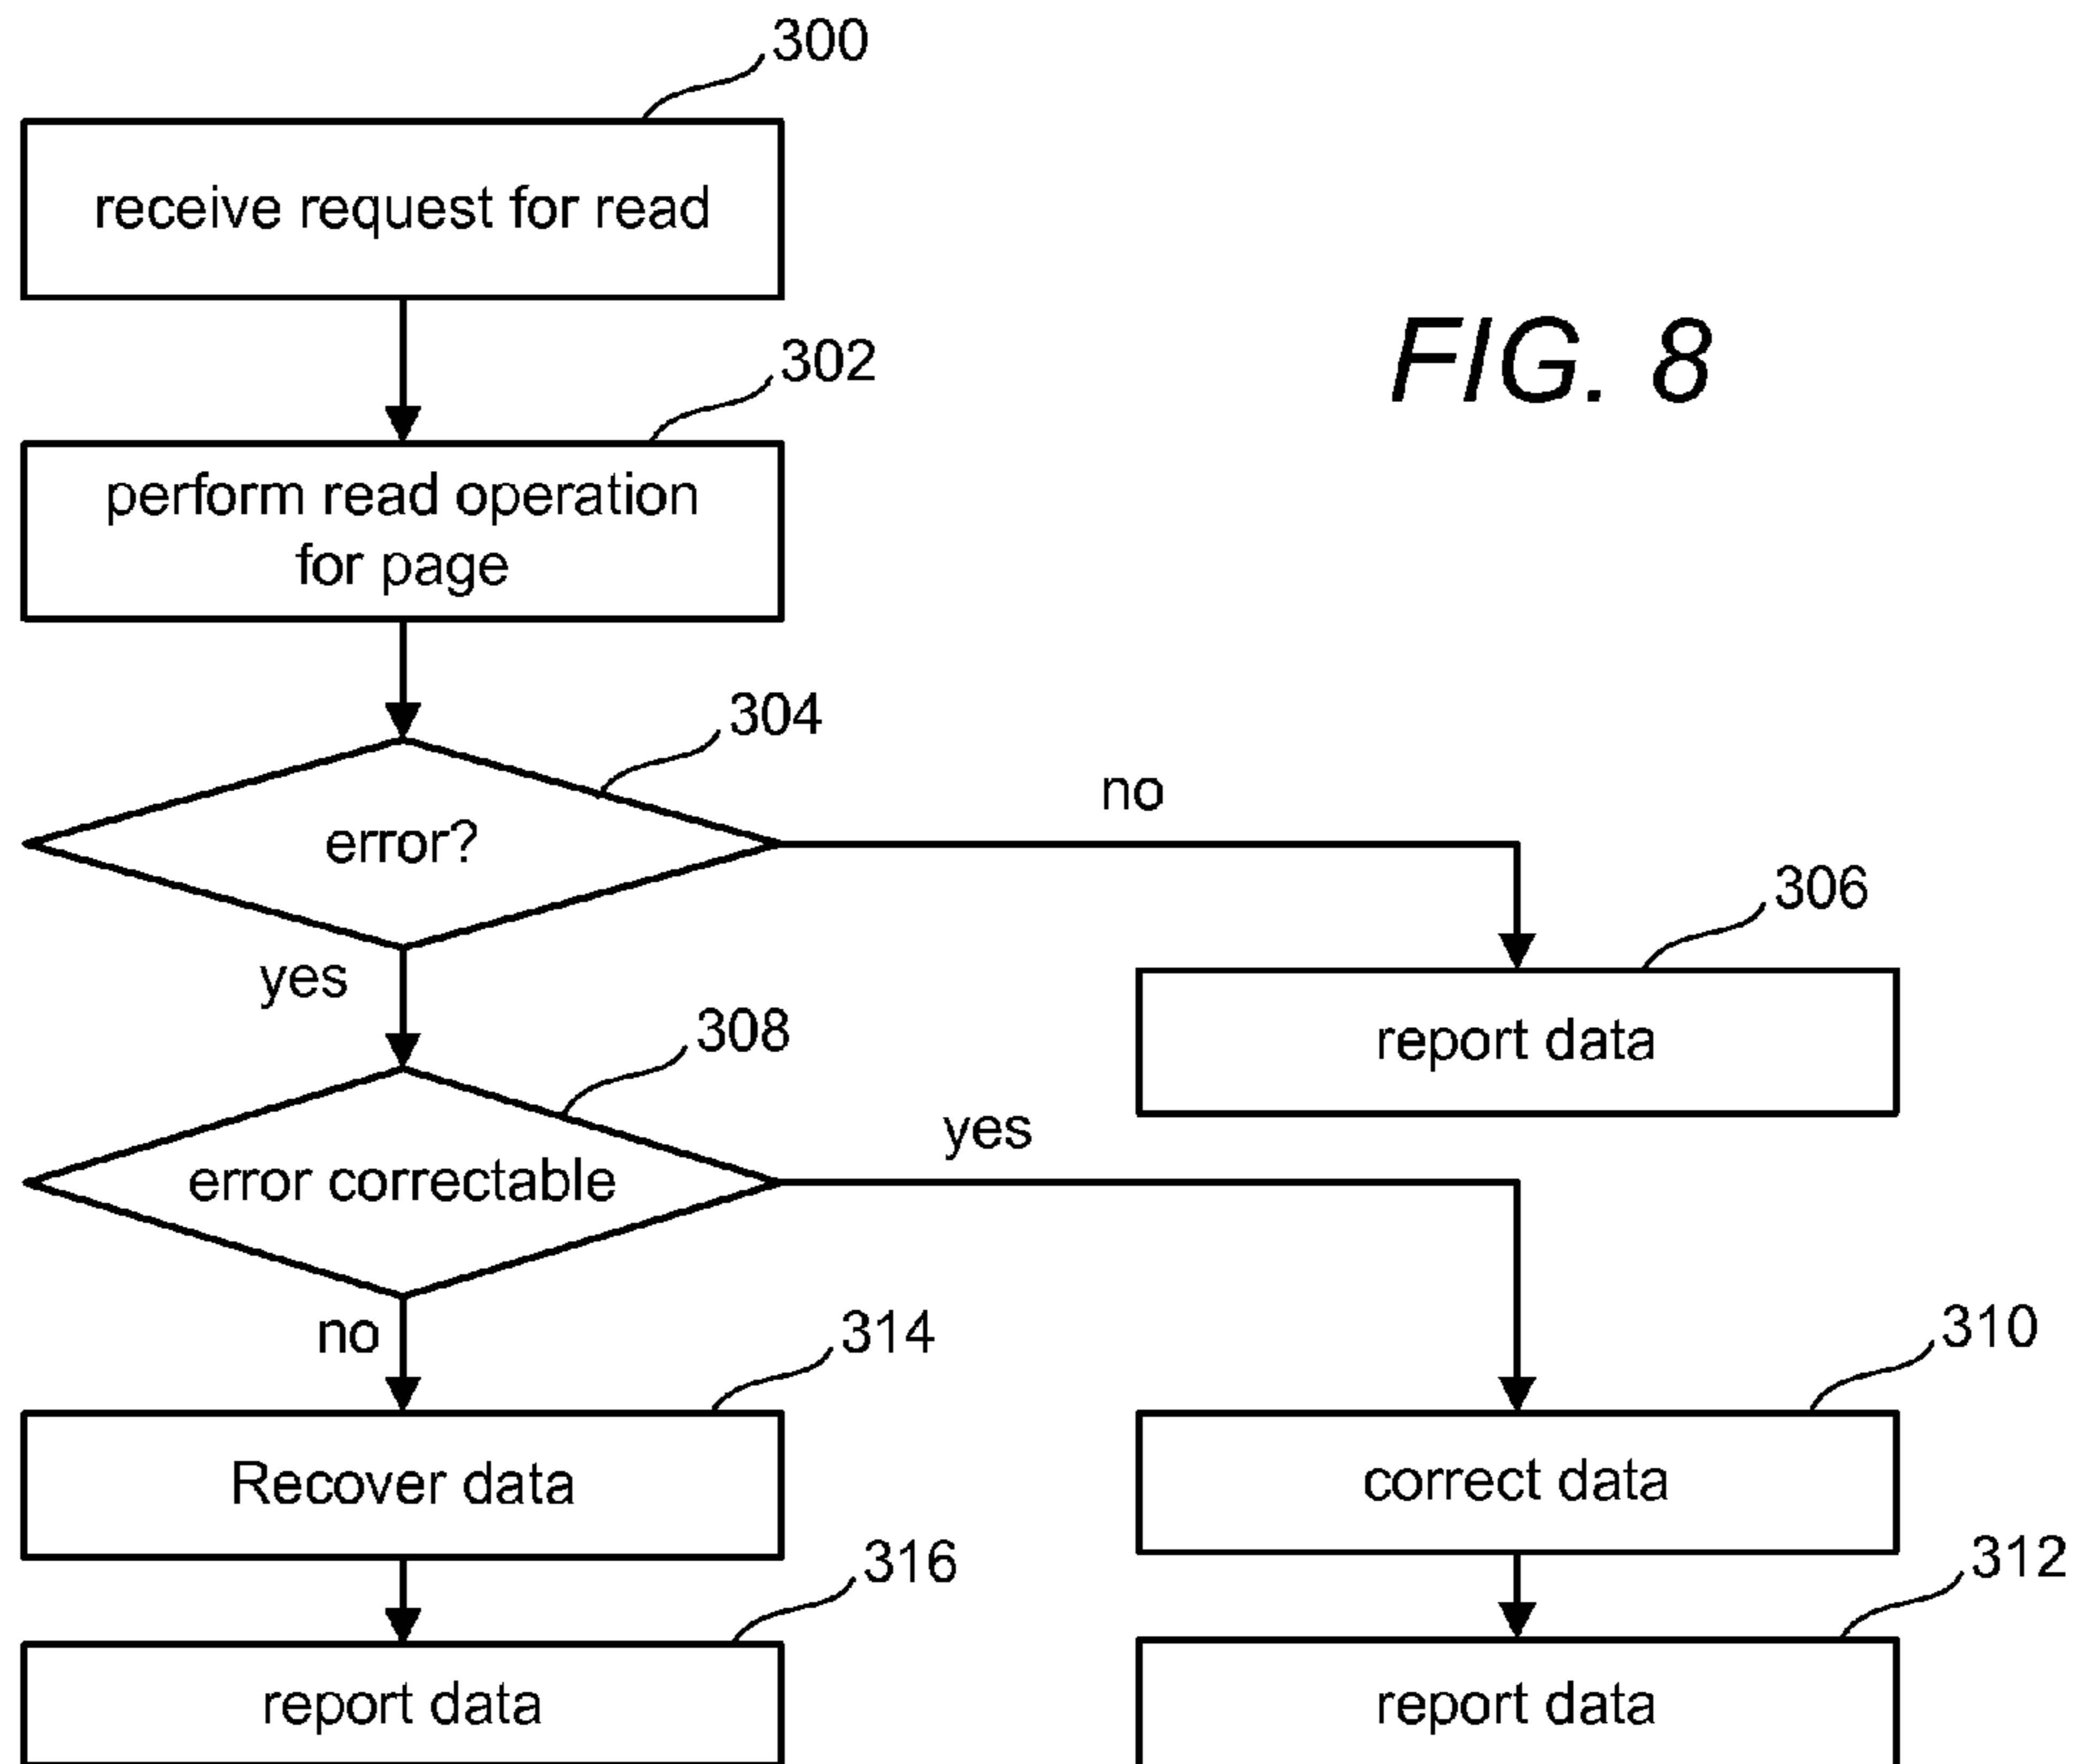 300
receive request for read
FIG. 8
302
perform read operation
for page
304
error?
no
306
report data
yes
308
error correctable
yes
no
314
Recover data
310
correct data
316
report data
312
report data